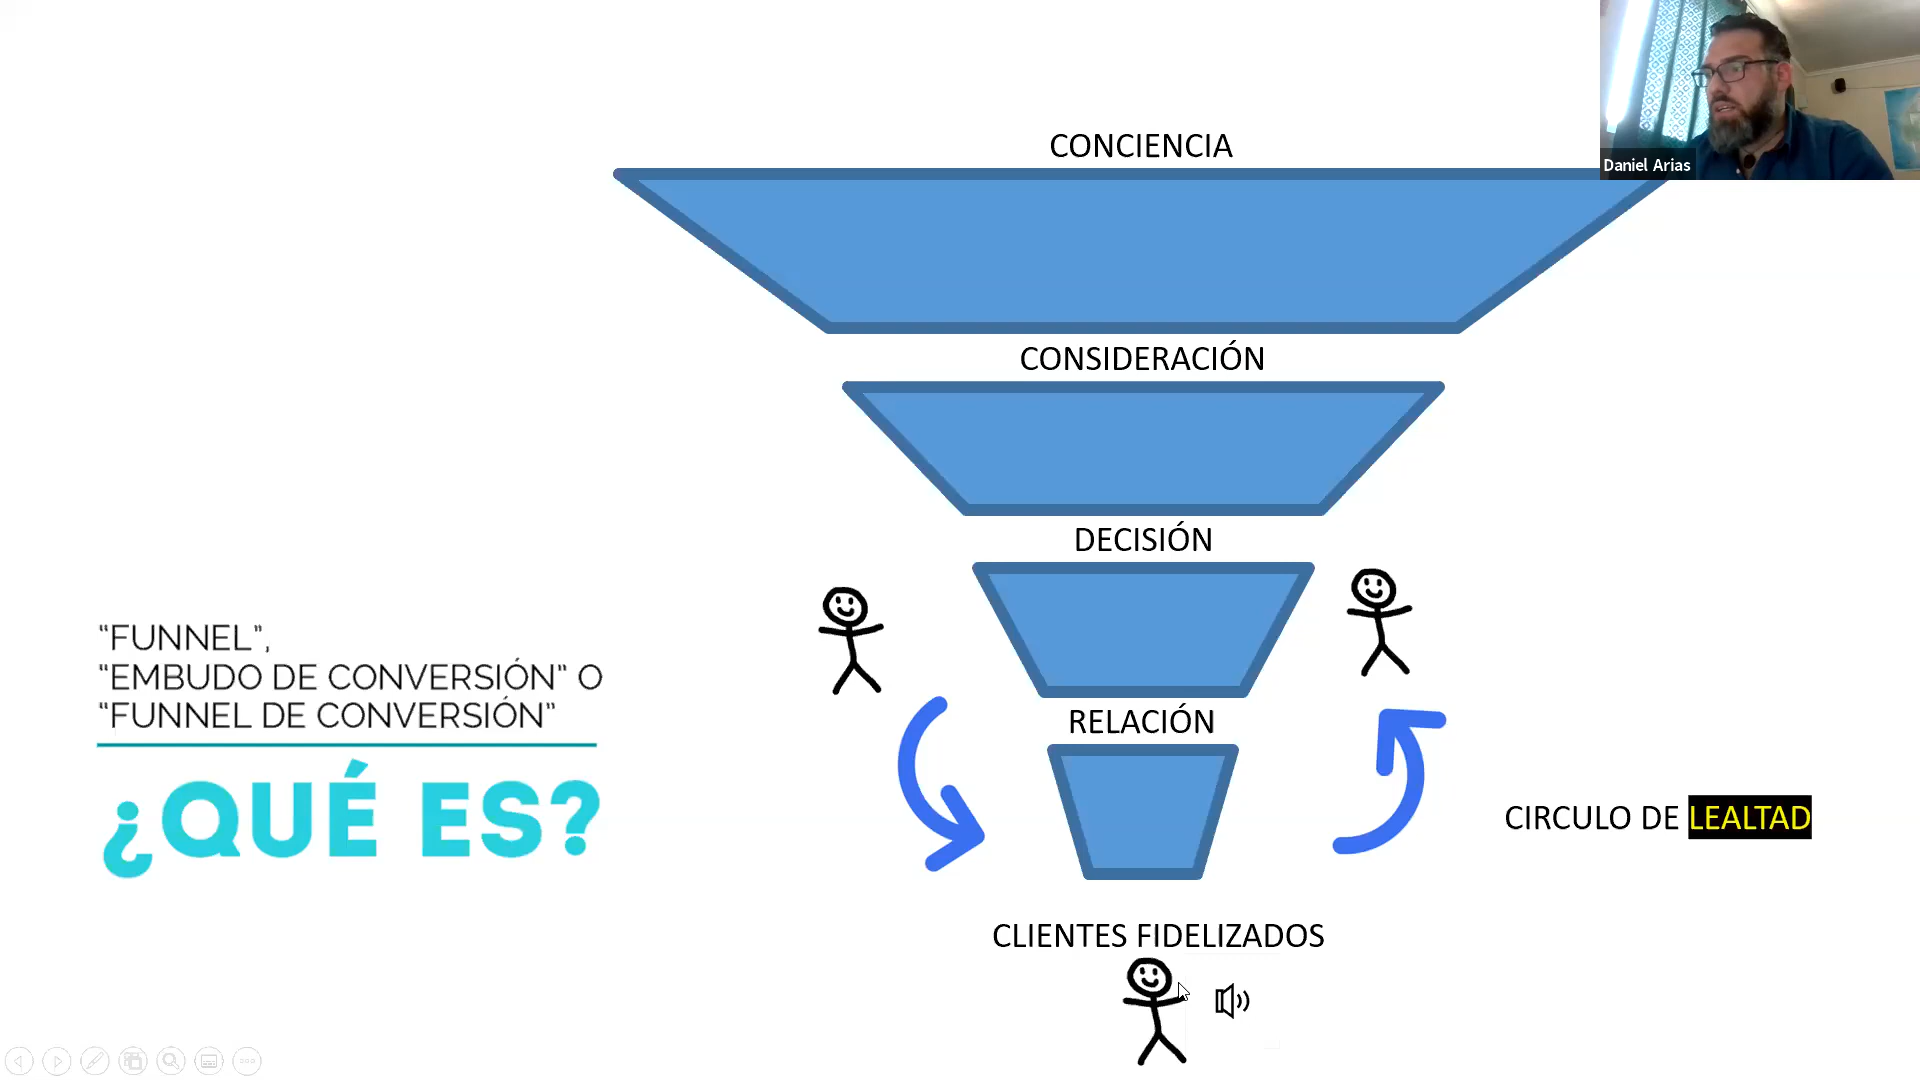 CONCIENCIA
Daniel Arias
CONSIDERACIÓN
DECISIÓN
“FUNNEL”,
“EMBUDO DE CONVERSIÓN” O
“FUNNEL DE CONVERSIÓN”
¿QUÉ ES?
RELACIÓN
CIRCULO DE LEALTAD
CLIENTES FIDELIZADOS